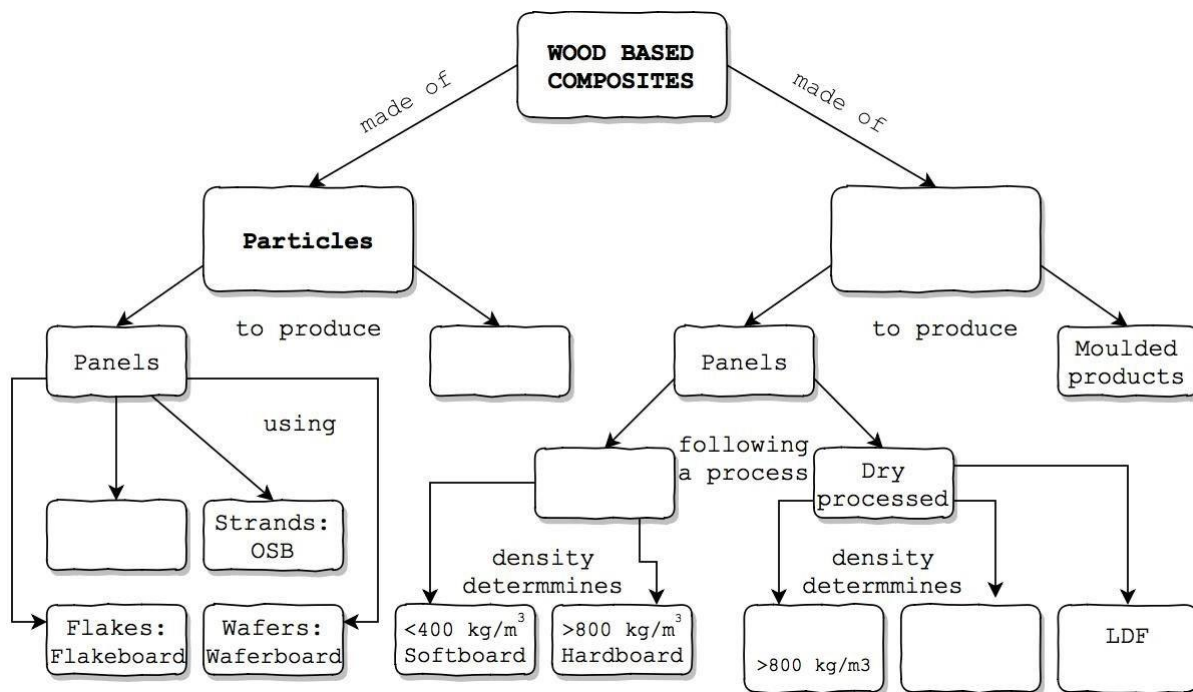 WOOD BASED
COMPOSITES
made of
made of
Particles
to produce
to produce
Panels
Panels
Moulded
products
using
following
a process
Dry
processed
Strands:
OSB
density
determmines
density
determmines
Flakes:
Flakeboard
Wafers:
Waferboard
<400 kg/m³
Softboard
>800 kg/m³
Hardboard
>800 kg/m3
LDF